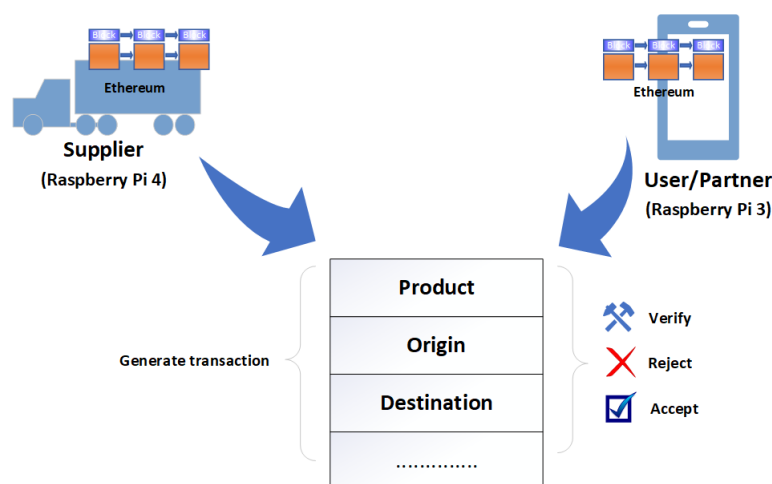 Block Block Block
Ethereum
Supplier
(Raspberry Pi 4)
Block Block Block
Ethereum
User/Partner
(Raspberry Pi 3)
Generate transaction
Product
Origin
Destination
..............
Verify
Reject
Accept